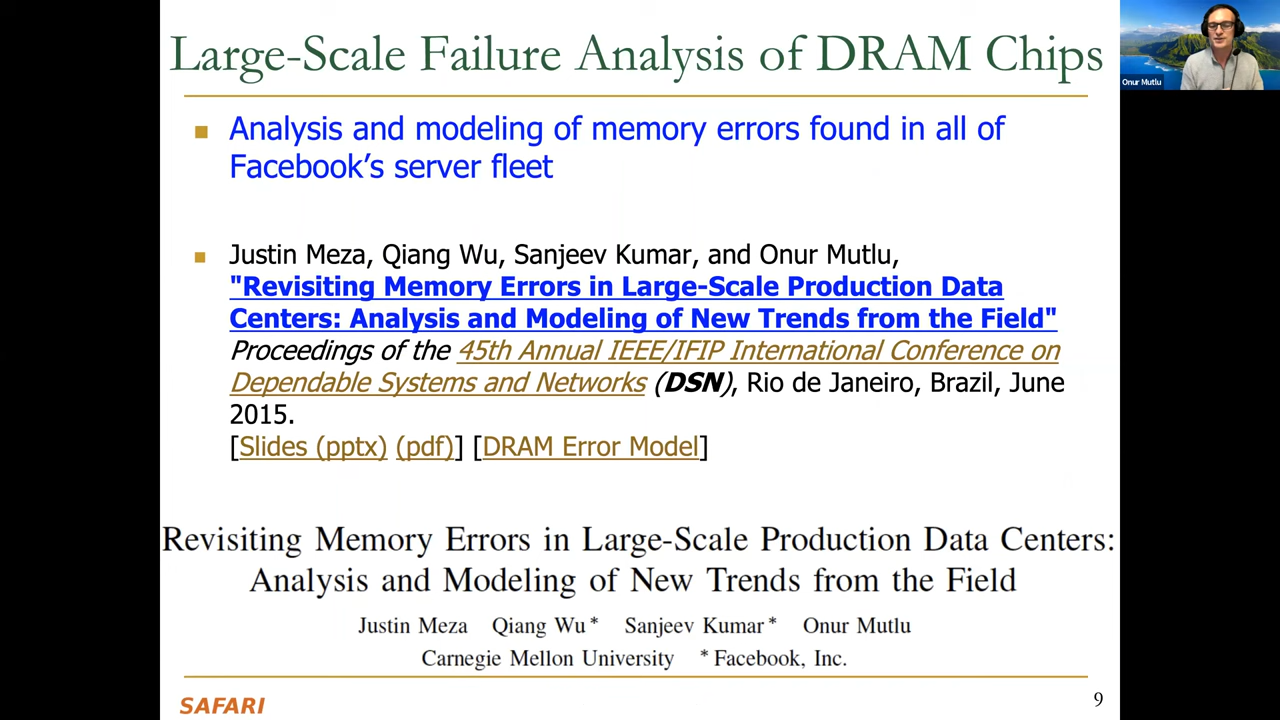 Large-Scale Failure Analysis of DRAM Chips
Onur Mutlu
Analysis and modeling of memory errors found in all of
Facebook's server fleet
Justin Meza, Qiang Wu, Sanjeev Kumar, and Onur Mutlu,
"Revisiting Memory Errors in Large-Scale Production Data
Centers: Analysis and Modeling of New Trends from the Field"
Proceedings of the 45th Annual IEEE/IFIP International Conference on
Dependable Systems and Networks (DSN), Rio de Janeiro, Brazil, June
2015.
[Slides (pptx) (pdf)] [DRAM Error Model]
Revisiting Memory Errors in Large-Scale Production Data Centers:
Analysis and Modeling of New Trends from the Field
Justin Meza Qiang Wu* Sanjeev Kumar* Onur Mutlu
Carnegie Mellon University *Facebook, Inc.
SAFARI
9